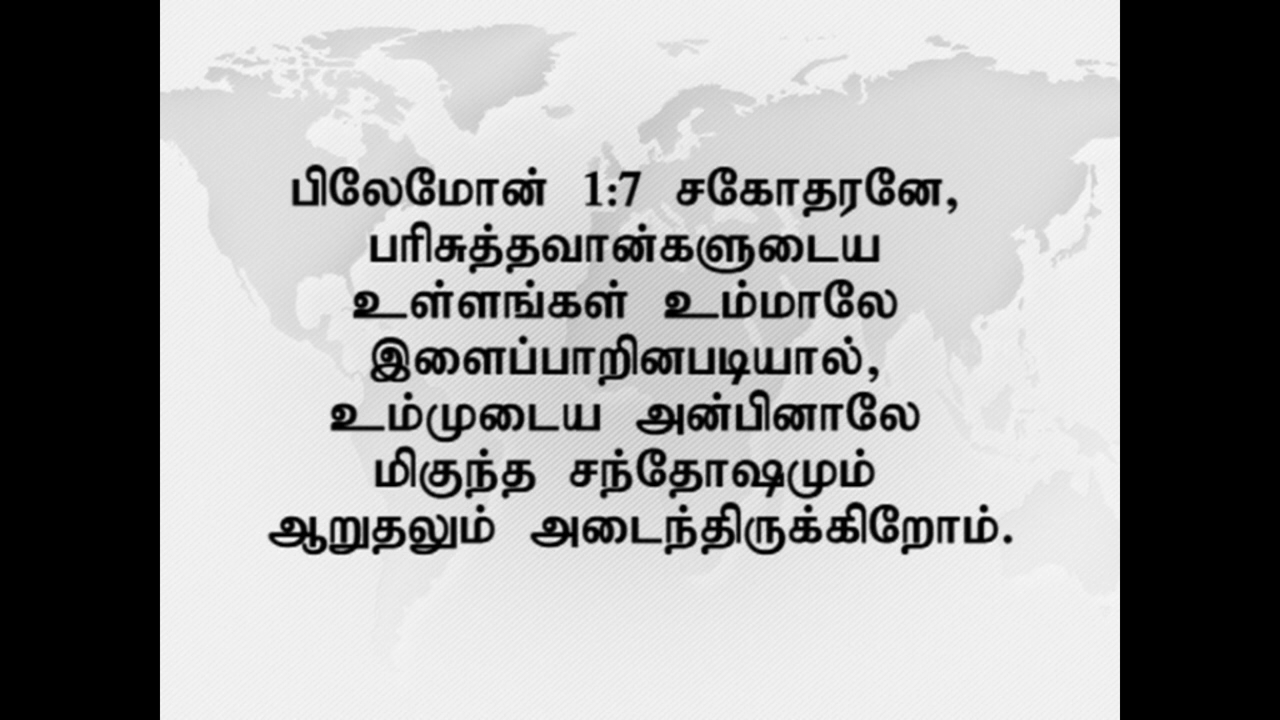 பிலேமோன் 1:7 சகோதரனே,
பரிசுத்தவான்களுடைய
உள்ளங்கள் உம்மாலே
இளைப்பாறினபடியால்,
உம்முடைய அன்பினாலே
மிகுந்த சந்தோஷமும்
ஆறுதலும் அடைந்திருக்கிறோம்.